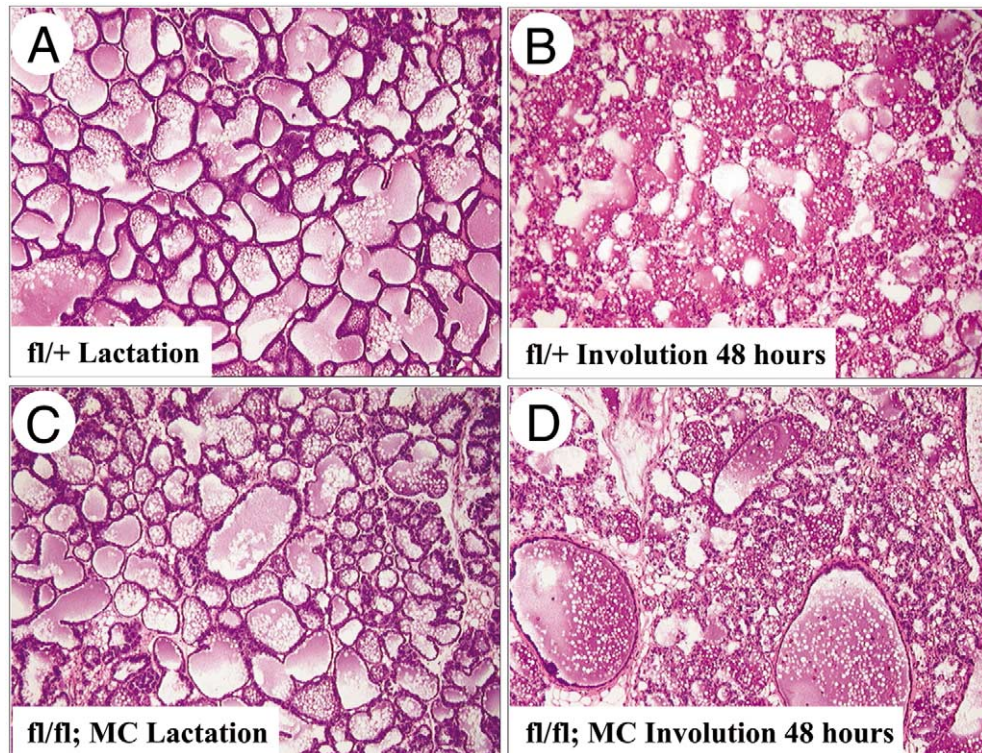 A
fl/+ Lactation
B
fl/+ Involution 48 hours
C
fl/fl; MC Lactation
D
fl/fl; MC Involution 48 hours